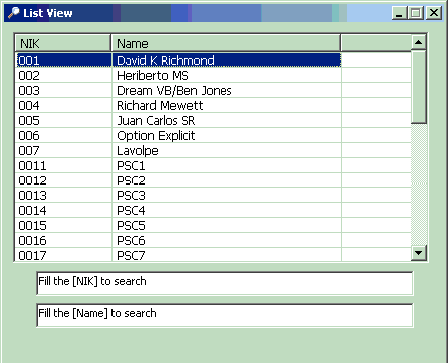 List View
NIK Name
001 David K Richmond
002 Heriberto MS
003 Dream VB/Ben Jones
004 Richard Mewett
005 Juan Carlos SR
006 Option Explicit
007 Lavolpe
0011 PSC1
0012 PSC2
0013 PSC3
0014 PSC4
0015 PSC5
0016 PSC6
0017 PSC7
Fill the [NIK] to search
Fill the [Name] to search